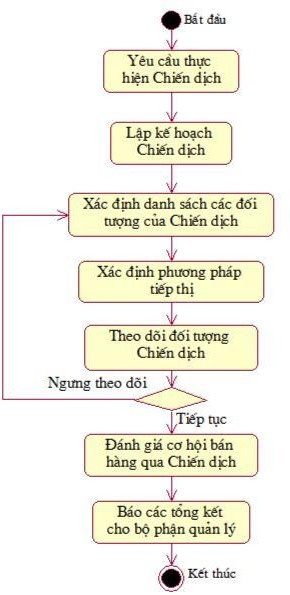 Bắt đầu
Yêu cầu thực
hiện Chiến dịch
Lập kế hoạch
Chiến dịch
Xác định danh sách các đối
tượng của Chiến dịch
Xác định phương pháp
tiếp thị
Theo dõi đối tượng
Chiến dịch
Ngưng theo dõi
Tiếp tục
Đánh giá cơ hội bán
hàng qua Chiến dịch
Báo các tổng kết
cho bộ phận quản lý
Kết thúc